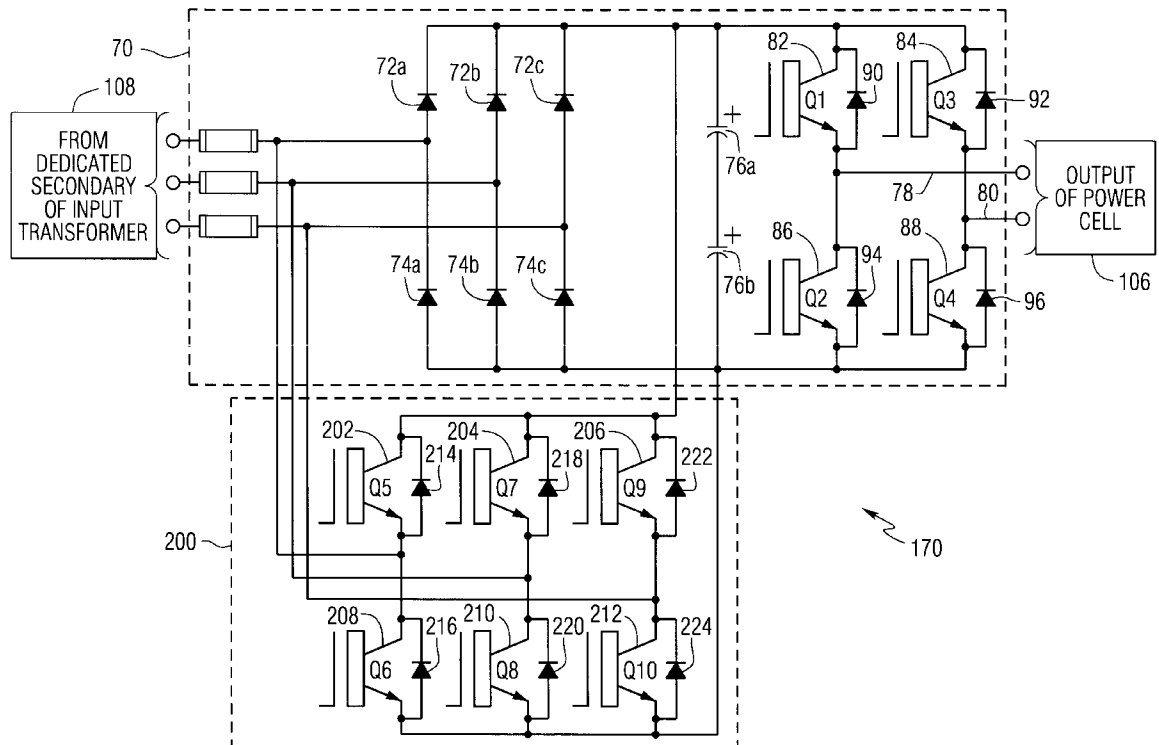 70
108
FROM
DEDICATED
SECONDARY
OF INPUT
TRANSFORMER
72a
72b
72c
74a
74b
74c
+
76a
+
76b
82
Q1
90
84
Q3
92
78
80
86
Q2
94
88
Q4
96
OUTPUT
OF POWER
CELL
106
200
202
Q5
214
204
Q7
218
206
Q9
222
208
Q6
216
210
Q8
220
212
Q10
224
170